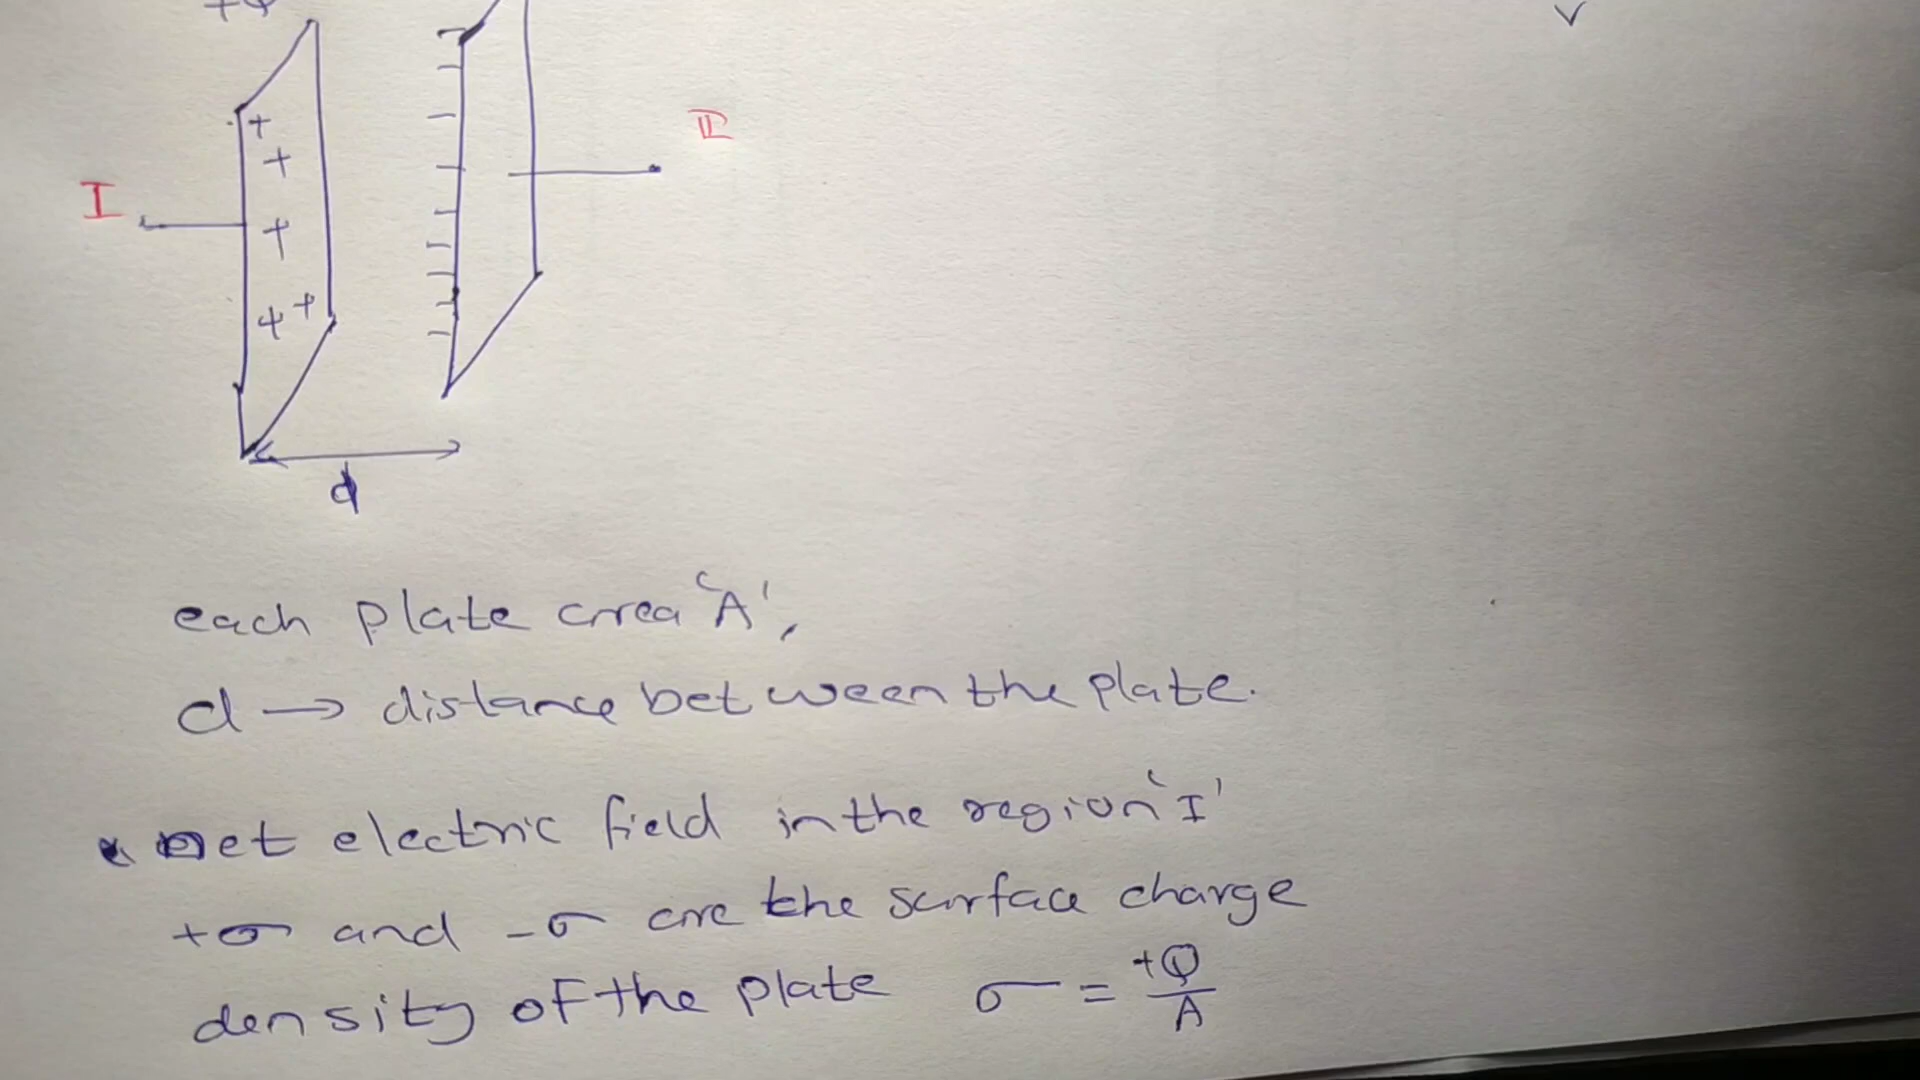 +Q
I
II
d
each plate area 'A',
d → distance between the plate.
net electric field in the region 'I'
+σ and -σ are the surface charge
density of the plate σ = +Q/A